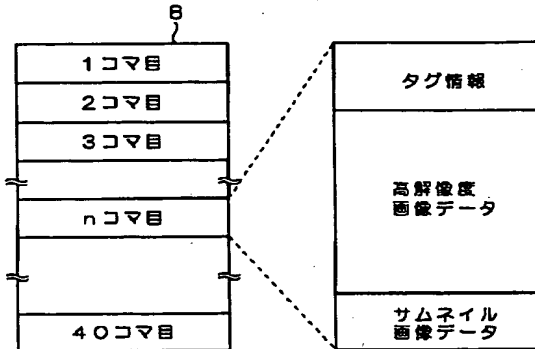 B
1コマ目
2コマ目
3コマ目
nコマ目
40コマ目
タグ情報
高解像度
画像データ
サムネイル
画像データ